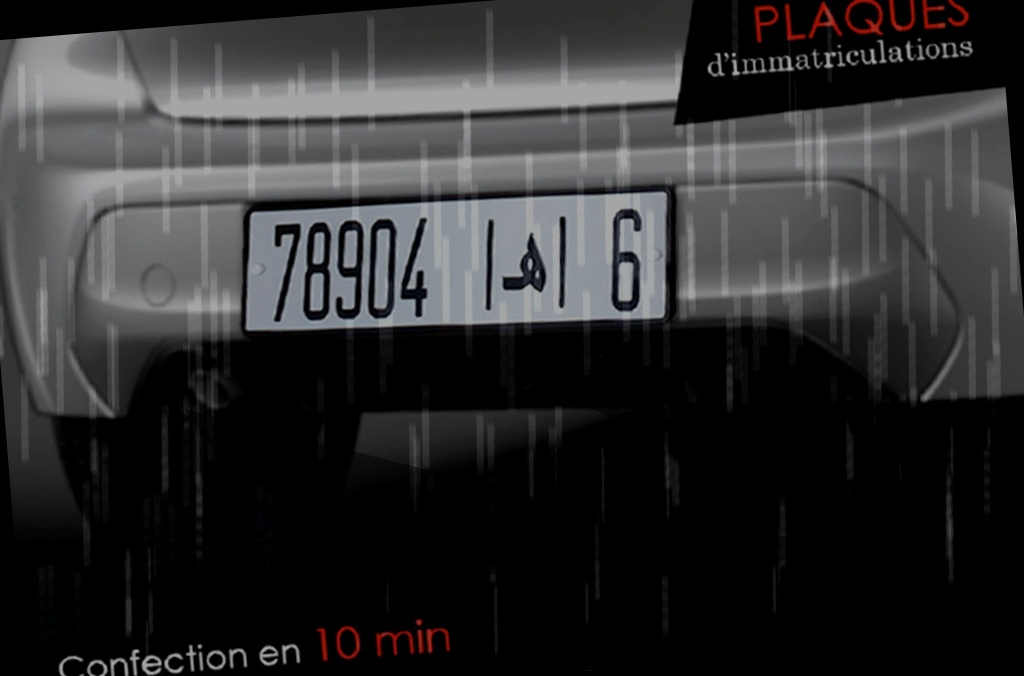 PLAQUES
d'immatriculations
78904 | هـ | 6
Confection en 10 min